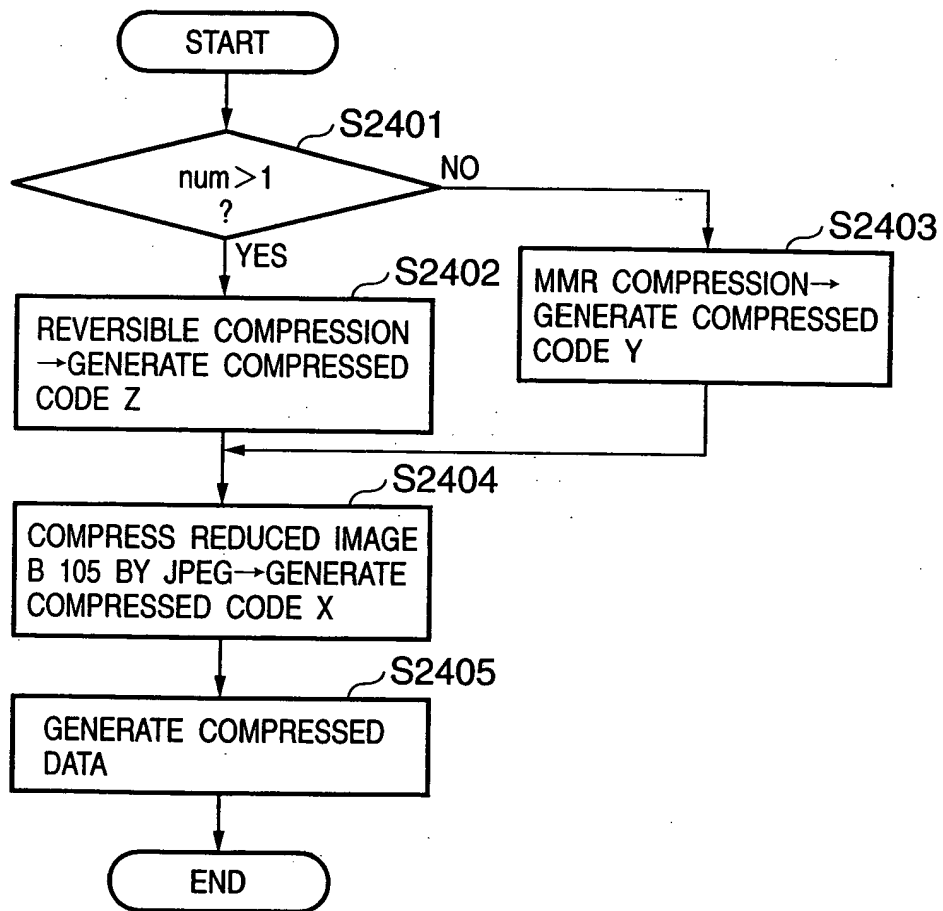 START
S2401
num>1
?
NO
YES
S2402
REVERSIBLE COMPRESSION
→GENERATE COMPRESSED
CODE Z
S2403
MMR COMPRESSION→
GENERATE COMPRESSED
CODE Y
S2404
COMPRESS REDUCED IMAGE
B 105 BY JPEG→GENERATE
COMPRESSED CODE X
S2405
GENERATE COMPRESSED
DATA
END